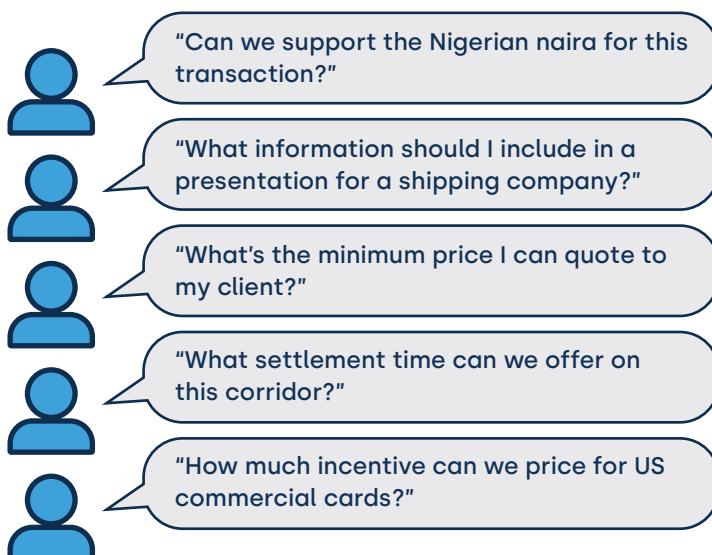 “Can we support the Nigerian naira for this
transaction?”
“What information should I include in a
presentation for a shipping company?”
“What’s the minimum price I can quote to
my client?”
“What settlement time can we offer on
this corridor?”
“How much incentive can we price for US
commercial cards?”